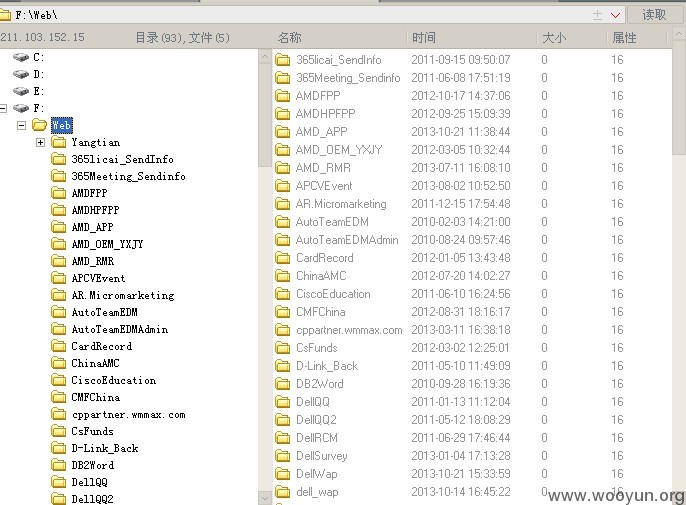 F:\Web\ 读取
211.103.152.15 目录(93),文件(5) 名称 时间 大小 属性
C:
D:
E:
F:
Web
Yangtian
365licai_SendInfo
365Meeting_Sendinfo
AMDFPP
AMDHPFPP
AMD_APP
AMD_OEM_YXJY
AMD_RMR
APCVEvent
AR.Micromarketing
AutoTeamEDM
AutoTeamEDMAdmin
CardRecord
ChinaAMC
CiscoEducation
CMFChina
cppartner.wmmax.com
CsFunds
D-Link_Back
DB2Word
DellQQ
DellQQ2
365licai_SendInfo 2011-09-15 09:50:07 0 16
365Meeting_Sendinfo 2011-06-08 17:51:19 0 16
AMDFPP 2012-10-17 14:37:06 0 16
AMDHPFPP 2012-09-25 15:09:39 0 16
AMD_APP 2013-10-21 11:38:44 0 16
AMD_OEM_YXJY 2012-03-05 10:32:44 0 16
AMD_RMR 2013-07-11 16:08:10 0 16
APCVEvent 2013-08-02 10:52:50 0 16
AR.Micromarketing 2011-12-15 17:54:48 0 16
AutoTeamEDM 2010-02-03 14:21:00 0 16
AutoTeamEDMAdmin 2010-08-24 09:57:46 0 16
CardRecord 2012-01-05 13:43:48 0 16
ChinaAMC 2012-07-20 14:02:27 0 16
CiscoEducation 2011-06-10 16:24:56 0 16
CMFChina 2012-08-31 18:16:17 0 16
cppartner.wmmax.com 2013-03-11 16:38:18 0 16
CsFunds 2012-03-02 12:25:01 0 16
D-Link_Back 2011-05-10 11:49:09 0 16
DB2Word 2010-09-28 16:19:36 0 16
DellQQ 2011-01-13 11:12:04 0 16
DellQQ2 2011-05-12 18:08:29 0 16
DellRCM 2011-06-29 17:46:44 0 16
DellSurvey 2013-01-04 17:13:28 0 16
DellWap 2013-10-21 15:33:59 0 16
dell_wap 2013-10-14 16:45:22 0 16
www.wooyun.org